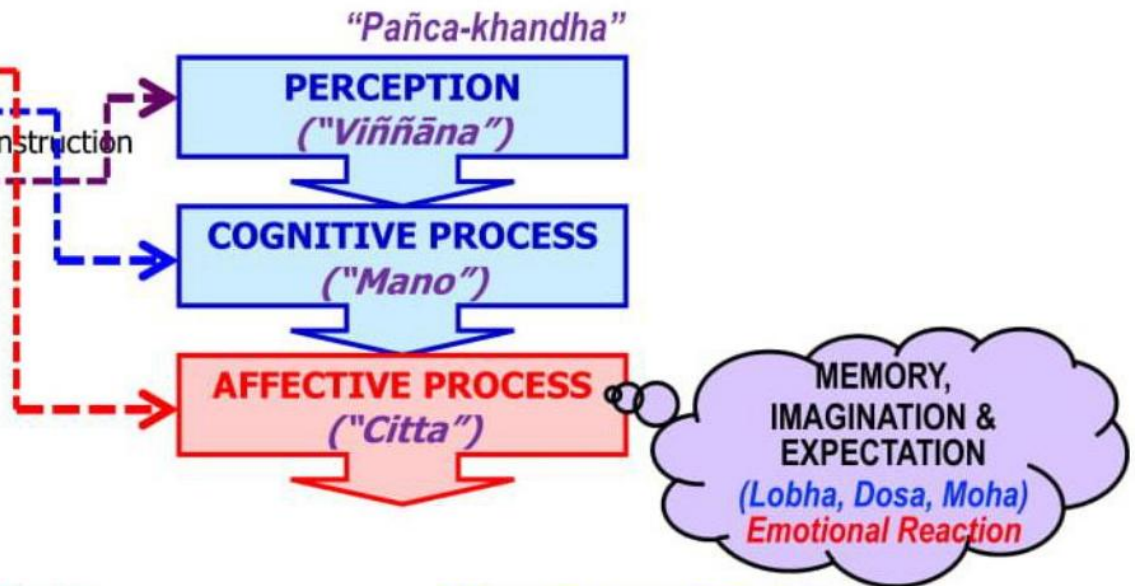 “Pañca-khandha”
PERCEPTION
(“Viññāna”)
nstruction
COGNITIVE PROCESS
(“Mano”)
AFFECTIVE PROCESS
(“Citta”)
MEMORY,
IMAGINATION &
EXPECTATION
(Lobha, Dosa, Moha)
Emotional Reaction